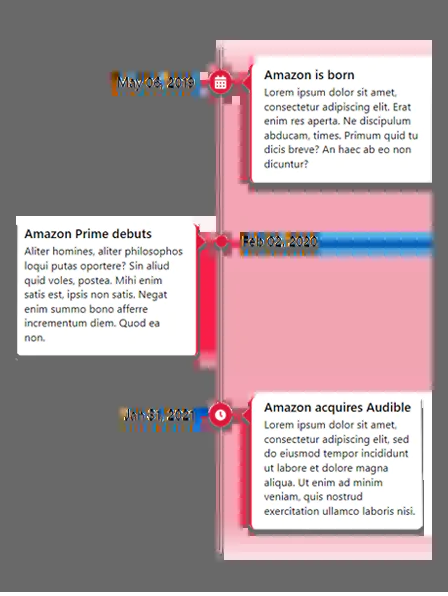 May 03, 2019
Amazon is born
Lorem ipsum dolor sit amet,
consectetur adipiscing elit. Erat
enim res aperta. Ne discipulum
abducam, times. Primum quid tu
dicis breve? An haec ab eo non
dicuntur?
Amazon Prime debuts
Aliter homines, aliter philosophos
loqui putas oportere? Sin aliud
quid voles, postea. Mihi enim
satis est, ipsis non satis. Negat
enim summo bono afferre
incrementum diem. Quod ea
non.
Feb 02, 2020
Jan 31, 2021
Amazon acquires Audible
Lorem ipsum dolor sit amet,
consectetur adipiscing elit, sed
do eiusmod tempor incididunt
ut labore et dolore magna
aliqua. Ut enim ad minim
veniam, quis nostrud
exercitation ullamco laboris nisi.